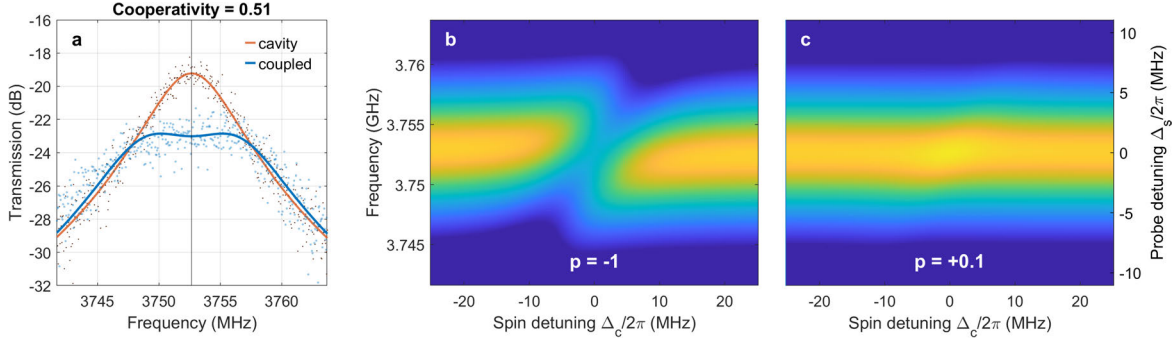 Cooperativity = 0.51
-16
-18
-20
-22
-24
-26
-28
-30
-32
Transmission (dB)
a
cavity
coupled
3745
3750
3755
3760
Frequency (MHz)
b
3.76
3.755
3.75
3.745
Frequency (GHz)
p = -1
-20
-10
0
10
20
Spin detuning Δc/2π (MHz)
c
p = +0.1
-20
-10
0
10
20
Spin detuning Δc/2π (MHz)
10
5
0
-5
-10
Probe detuning Δs/2π (MHz)